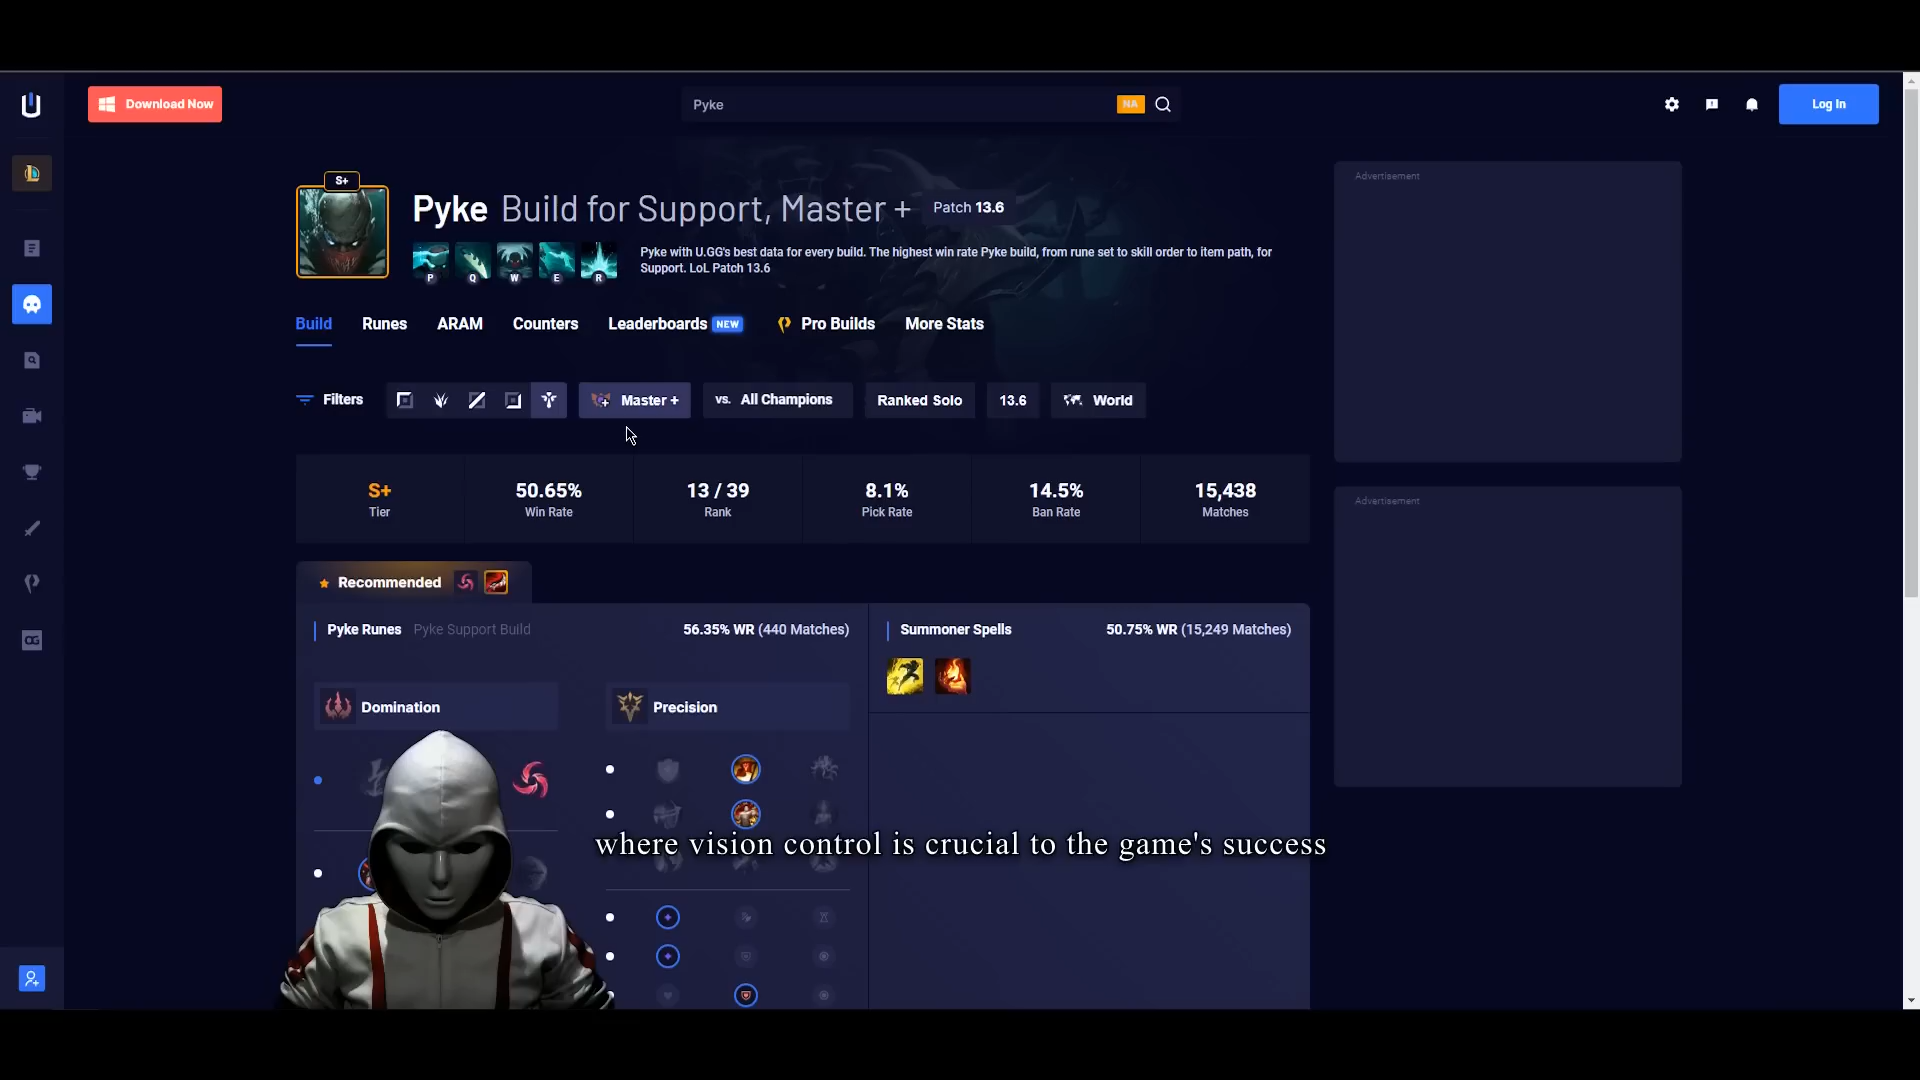 Download Now
Pyke
NA
Log In
S+
Pyke Build for Support, Master + Patch 13.6
P Q W E R
Pyke with U.GG's best data for every build. The highest win rate Pyke build, from rune set to skill order to item path, for
Support. LoL Patch 13.6
Build Runes ARAM Counters Leaderboards NEW Pro Builds More Stats
Filters Master + vs. All Champions Ranked Solo 13.6 World
S+ 50.65% 13 / 39 8.1% 14.5% 15,438
Tier Win Rate Rank Pick Rate Ban Rate Matches
Recommended
Pyke Runes Pyke Support Build 56.35% WR (440 Matches)
Summoner Spells 50.75% WR (15,249 Matches)
Domination Precision
where vision control is crucial to the game's success
Advertisement
Advertisement
OG